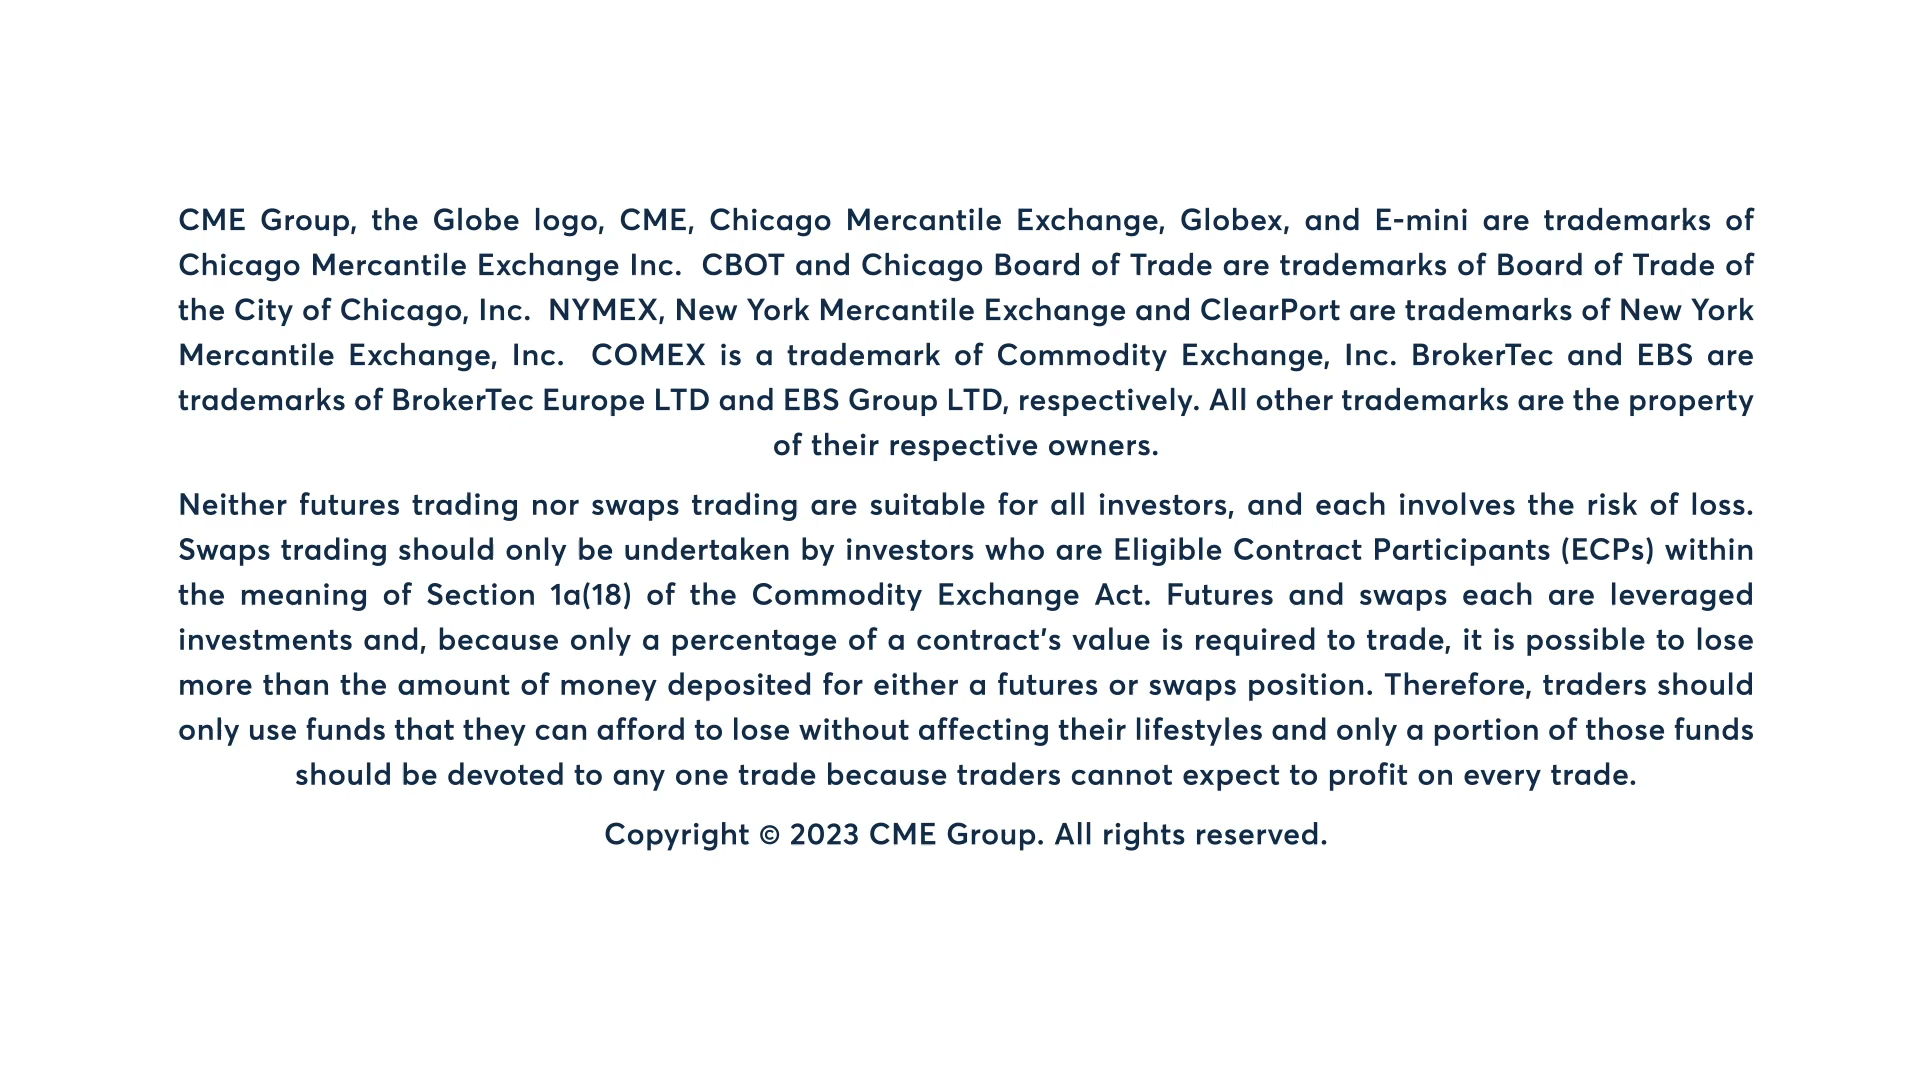 CME Group, the Globe logo, CME, Chicago Mercantile Exchange, Globex, and E-mini are trademarks of
Chicago Mercantile Exchange Inc.  CBOT and Chicago Board of Trade are trademarks of Board of Trade of
the City of Chicago, Inc.  NYMEX, New York Mercantile Exchange and ClearPort are trademarks of New York
Mercantile Exchange, Inc.  COMEX is a trademark of Commodity Exchange, Inc. BrokerTec and EBS are
trademarks of BrokerTec Europe LTD and EBS Group LTD, respectively. All other trademarks are the property
of their respective owners.
Neither futures trading nor swaps trading are suitable for all investors, and each involves the risk of loss.
Swaps trading should only be undertaken by investors who are Eligible Contract Participants (ECPs) within
the meaning of Section 1a(18) of the Commodity Exchange Act. Futures and swaps each are leveraged
investments and, because only a percentage of a contract’s value is required to trade, it is possible to lose
more than the amount of money deposited for either a futures or swaps position. Therefore, traders should
only use funds that they can afford to lose without affecting their lifestyles and only a portion of those funds
should be devoted to any one trade because traders cannot expect to profit on every trade.
Copyright © 2023 CME Group. All rights reserved.